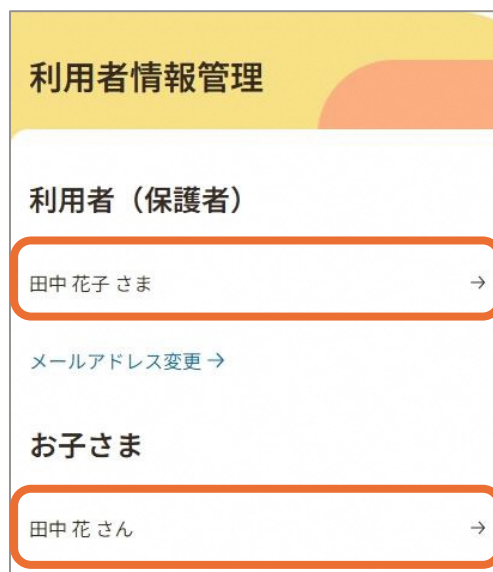 利用者情報管理
利用者（保護者）
田中 花子 さま →
メールアドレス変更 →
お子さま
田中 花 さん →